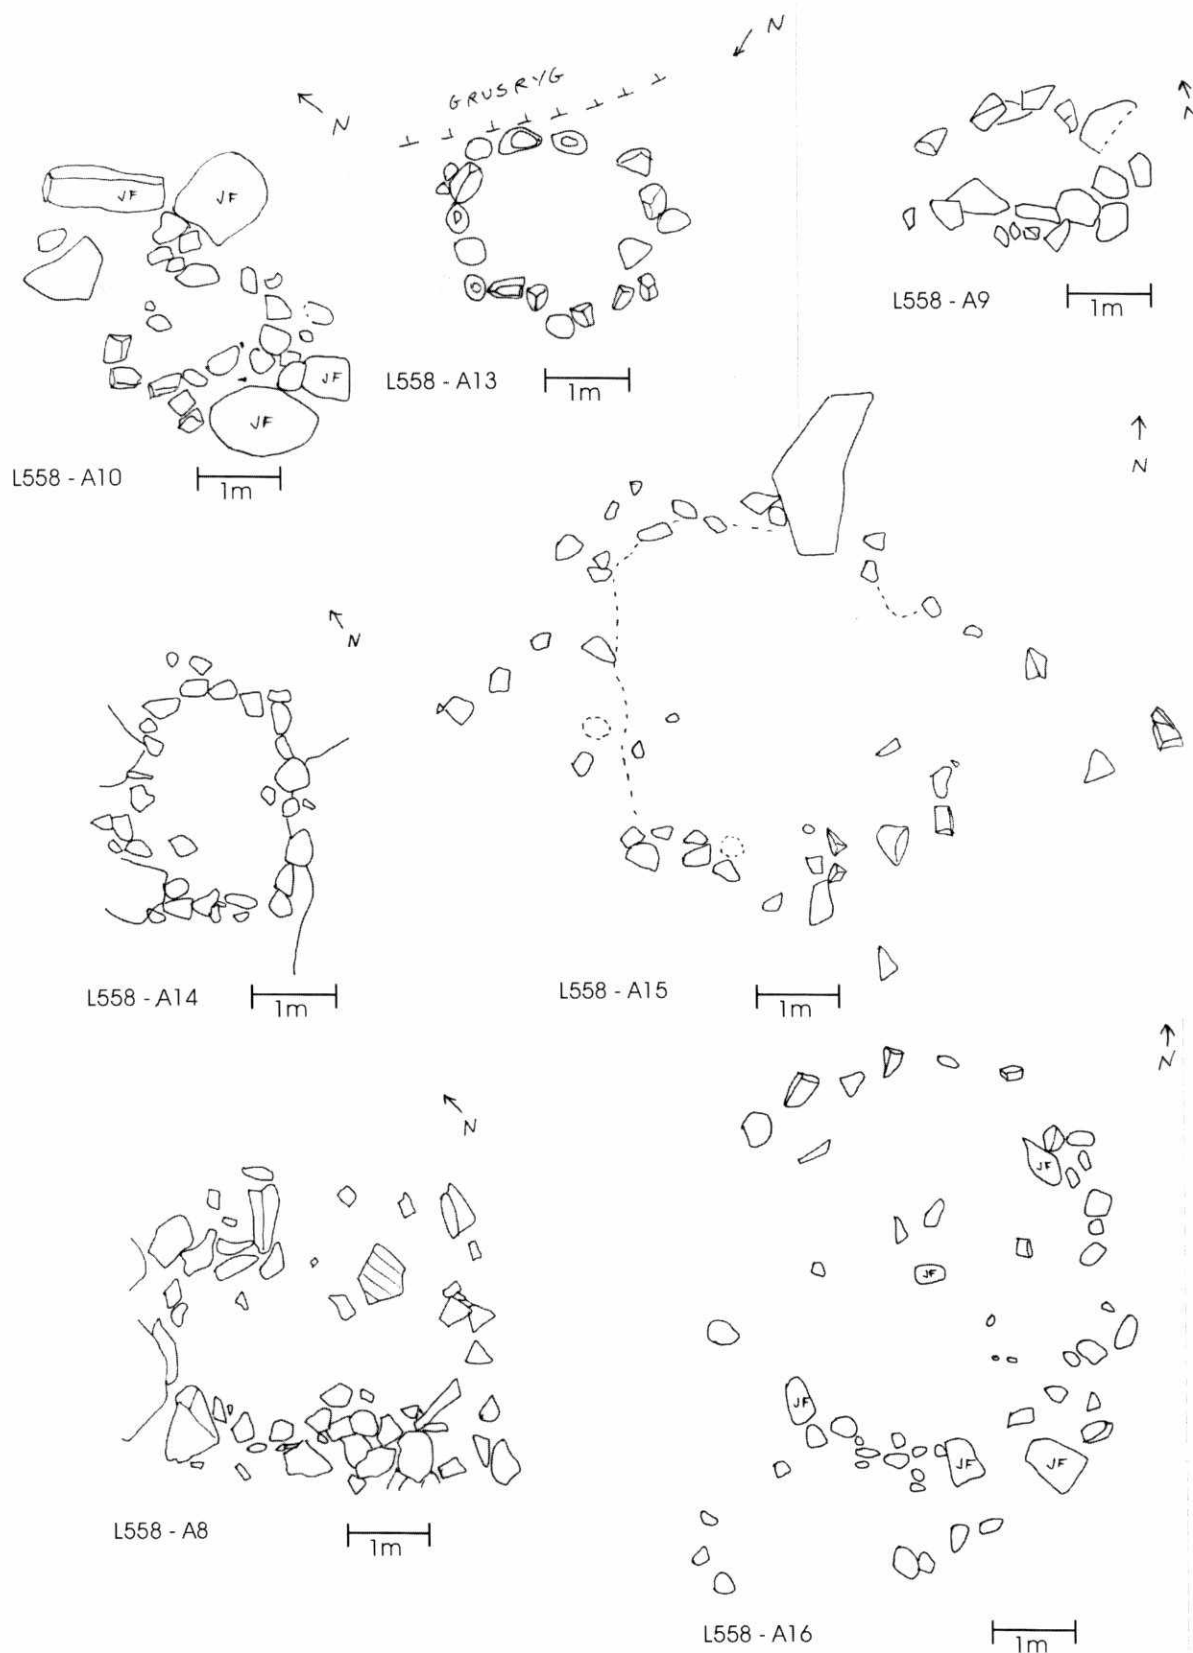 N
GRUSRYG
N
N
JF
JF
JF
JF
L558 - A10
1m
L558 - A13
1m
L558 - A9
1m
N
N
L558 - A14
1m
L558 - A15
1m
N
N
L558 - A8
1m
JF
JF
JF
JF
JF
L558 - A16
1m